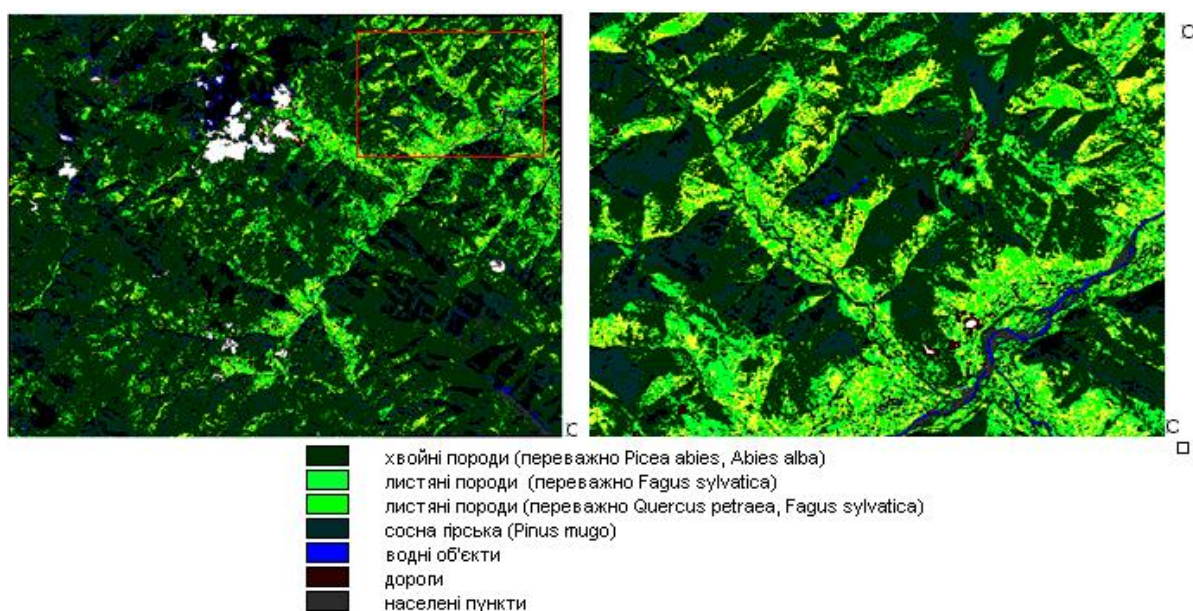 хвойні породи (переважно Picea abies, Abies alba)
листяні породи (переважно Fagus sylvatica)
листяні породи (переважно Quercus petraea, Fagus sylvatica)
сосна гірська (Pinus mugo)
водні об'єкти
дороги
населені пункти